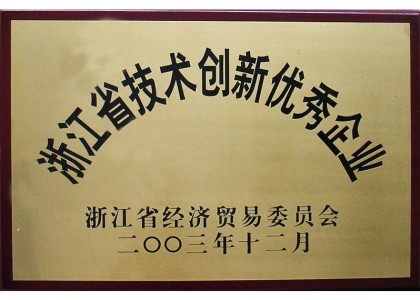 浙江省技术创新优秀企业
浙江省经济贸易委员会
二〇〇三年十二月